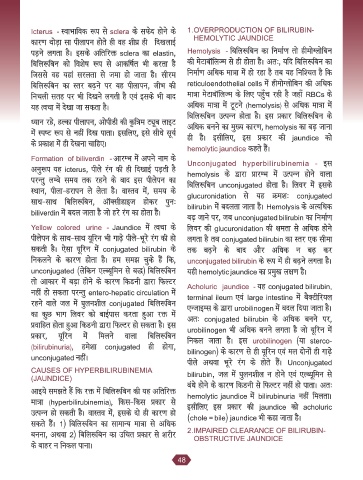 Icterus - स्वाभाविक रूप से sclera के सफेद होने के
कारण थोड़ा सा पीलापन होते ही वह शीघ्र ही दिखलाई
पड़ने लगता है। इसके अतिरिक्त sclera का elastin,
बिलिरूबिन को विशेष रूप से आकर्षित भी करता है
जिससे वह यहां सरलता से जमा हो जाता है। सीरम
बिलिरूबिन का स्तर बढ़ने पर यह पीलापन, जीभ की
निचली सतह पर भी दिखने लगती है एवं इसके भी बाद
यह त्वचा में देखा जा सकता है।
ध्यान रहे, हल्का पीलापन, ओपीडी की कृत्रिम ट्यूब लाइट
में स्पष्ट रूप से नहीं दिख पाता। इसलिए, इसे सीधे सूर्य
के प्रकाश में ही देखना चाहिए।
Formation of biliverdin - आरम्भ में अपने नाम के
अनुरूप यह icterus, पीले रंग की ही दिखाई पड़ती है
परन्तु लम्बे समय तक रहने के बाद इस पीलेपन का
स्थान, पीला-हरापन ले लेता है। वास्तव में, समय के
साथ-साथ बिलिरूबिन, ऑक्सीडाइज होकर पुनः
biliverdin में बदल जाता है जो हरे रंग का होता है।
Yellow colored urine - Jaundice में त्वचा के
पीलेपन के साथ-साथ यूरिन भी गाढ़े पीले-भूरे रंग की हो
सकती है। ऐसा यूरिन में conjugated bilirubin के
निकलने के कारण होता है। हम समझ चुके हैं कि,
unconjugated (लेकिन एल्ब्यूमिन से बद्ध) बिलिरूबिन
तो आकार में बड़ा होने के कारण किडनी द्वारा फिल्टर
नहीं हो सकता परन्तु entero-hepatic circulation में
रहने वाले जल में घुलनशील conjugated बिलिरूबिन
का कुछ भाग लिवर को बाईपास करता हुआ रक्त में
प्रवाहित होता हुआ किडनी द्वारा फिल्टर हो सकता है। इस
प्रकार, यूरिन में मिलने वाला बिलिरूबिन
(bilirubinuria), हमेशा conjugated ही होगा,
unconjugated नहीं।
CAUSES OF HYPERBILIRUBINEMIA
(JAUNDICE)
आइये समझते हैं कि रक्त में बिलिरूबिन की यह अतिरिक्त
मात्रा (hyperbilirubinemia), किस-किस प्रकार से
उत्पन्न हो सकती है। वास्तव में, इसके दो ही कारण हो
सकते हैं। 1) बिलिरूबिन का सामान्य मात्रा से अधिक
बनना, अथवा 2) बिलिरूबिन का उचित प्रकार से शरीर
के बाहर न निकल पाना।
1.OVERPRODUCTION OF BILIRUBIN-
HEMOLYTIC JAUNDICE
Hemolysis - बिलिरूबिन का निर्माण तो हीमोग्लोबिन
की मेटाबॉलिज्म से ही होता है। अतः, यदि बिलिरूबिन का
निर्माण अधिक मात्रा में हो रहा है तब यह निश्चित है कि
reticuloendothelial cells में हीमोग्लोबिन की अधिक
मात्रा मेटाबॉलिज्म के लिए पहुंच रही है जहां RBCs के
अधिक मात्रा में टूटने (hemolysis) से अधिक मात्रा में
बिलिरूबिन उत्पन्न होता है। इस प्रकार बिलिरूबिन के
अधिक बनने का मुख्य कारण, hemolysis का बढ़ जाना
ही है। इसीलिए, इस प्रकार की jaundice को
hemolytic jaundice कहते हैं।
Unconjugated hyperbilirubinemia - इस
hemolysis के द्वारा प्रारम्भ में उत्पन्न होने वाला
बिलिरूबिन unconjugated होता है। लिवर में इसके
glucuronidation से यह क्रमशः conjugated
बिलिरूबिन में बदलता जाता है। Hemolysis के अत्यधिक
बढ़ जाने पर, जब unconjugated bilirubin का निर्माण
लिवर की glucuronidation की क्षमता से अधिक होने
लगता है तब conjugated bilirubin का स्तर एक सीमा
तक बढ़ने के बाद और अधिक न बढ़ कर
unconjugated bilirubin के रूप में ही बढ़ने लगता है।
यही hemolytic jaundice का प्रमुख लक्षण है।
Acholuric jaundice - यह conjugated bilirubin,
terminal ileum एवं large intestine में बैक्टीरियल
एन्जाइम्स के द्वारा urobilinogen में बदल दिया जाता है।
अतः conjugated bilirubin के अधिक बनने पर,
urobilinogen भी अधिक बनने लगता है जो यूरिन में
निकल जाता है। इस urobilinogen (या sterco-
bilinogen) के कारण से ही यूरिन एवं मल दोनों ही गाढ़े
पीले अथवा भूरे रंग के होते हैं। Unconjugated
bilirubin, जल में घुलनशील न होने एवं एल्ब्यूमिन से
बंधे होने के कारण किडनी से फिल्टर नहीं हो पाता। अतः
hemolytic jaundice में bilirubinuria नहीं मिलता।
इसीलिए इस प्रकार की jaundice को acholuric
(chole = bile) jaundice भी कहा जाता है।
2.IMPAIRED CLEARANCE OF BILIRUBIN-
OBSTRUCTIVE JAUNDICE
48